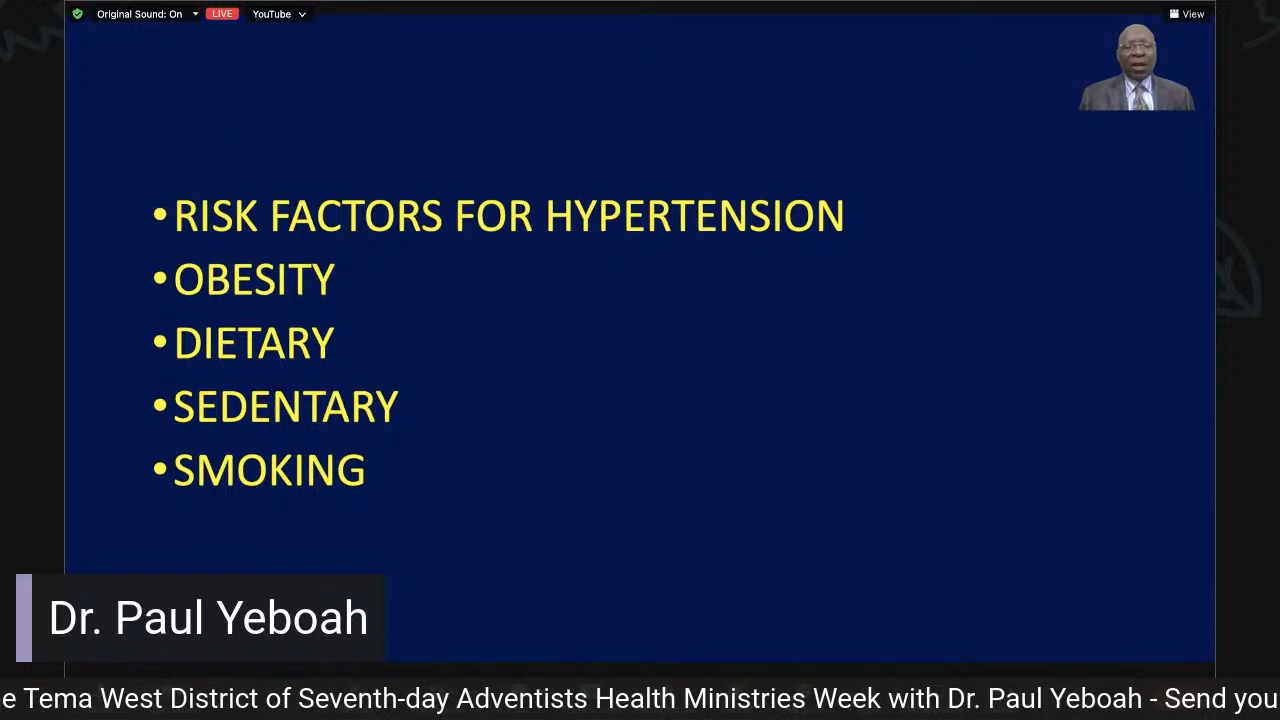 Original Sound: On
LIVE
YouTube
View
•RISK FACTORS FOR HYPERTENSION
•OBESITY
•DIETARY
•SEDENTARY
•SMOKING
Dr. Paul Yeboah
e Tema West District of Seventh-day Adventists Health Ministries Week with Dr. Paul Yeboah - Send you